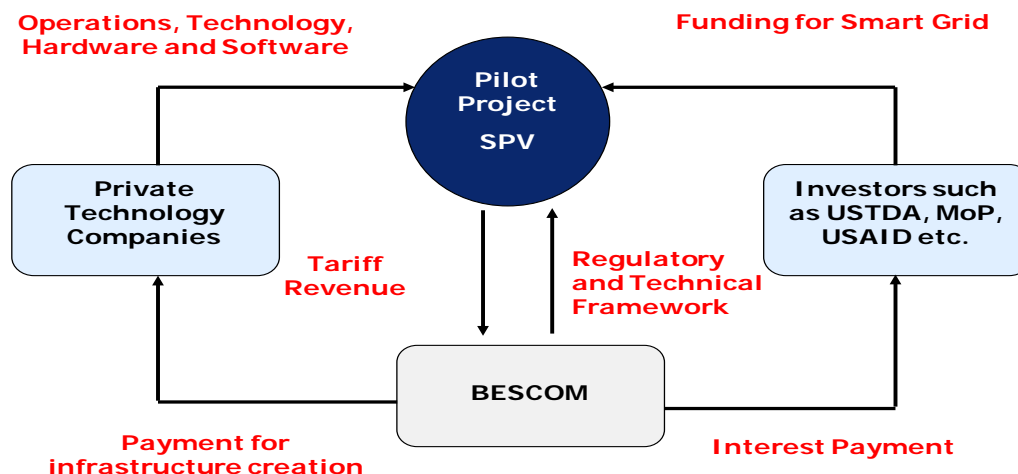 Operations, Technology,
Hardware and Software
Funding for Smart Grid
Pilot
Project
SPV
Private
Technology
Companies
Investors such
as USTDA, MoP,
USAID etc.
Tariff
Revenue
Regulatory
and Technical
Framework
BESCOM
Payment for
infrastructure creation
Interest Payment